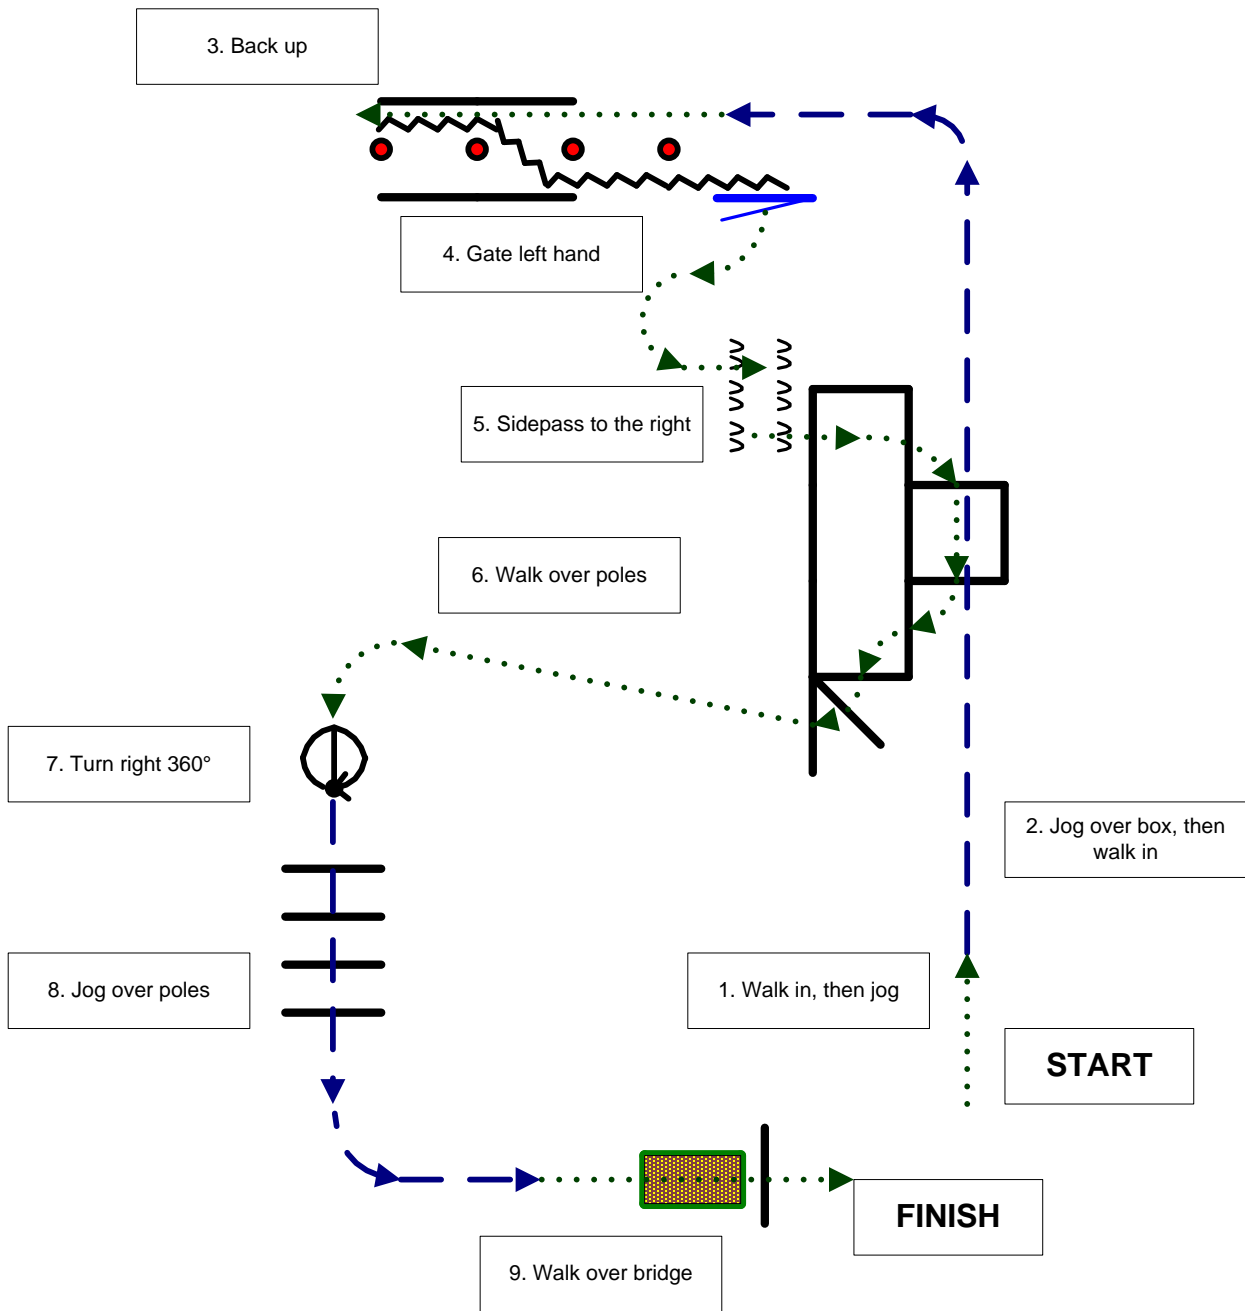 3. Back up
4. Gate left hand
5. Sidepass to the right
6. Walk over poles
7. Turn right 360°
2. Jog over box, then
walk in
8. Jog over poles
1. Walk in, then jog
START
FINISH
9. Walk over bridge